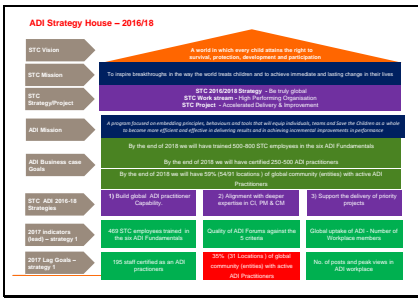 ADI Strategy House – 2016/18
STC Vision
A world in which every child attains the right to
survival, protection, development and participation
STC Mission
To inspire breakthroughs in the way the world treats children and to achieve immediate and lasting change in their lives
STC
Strategy/Project
STC 2016/2018 Strategy - Be truly global
STC Work stream - High Performing Organisation
STC Project - Accelerated Delivery & Improvement
ADI Mission
A program focused on embedding principles, behaviours and tools that will equip individuals, teams and Save the Children as a whole
to become more efficient and effective in delivering results and in achieving incremental improvements in performance
ADI Business case
Goals
By the end of 2018 we will have trained 500-800 STC employees in the six ADI Fundamentals
By the end of 2018 we will have certified 250-500 ADI practitioners
By the end of 2018 we will have 59% (54/91 locations) of global community (entities) with active ADI
Practitioners
STC ADI 2016-18
Strategies
1) Build global ADI practitioner
Capability.
2) Alignment with deeper
expertise in CI, PM & CM
3) Support the delivery of priority
projects
2017 indicators
(lead) – strategy 1
469 STC employees trained in
the six ADI Fundamentals
Quality of ADI Forums against the
5 criteria
Global uptake of ADI - Number of
Workplace members
2017 Lag Goals –
strategy 1
195 staff certified as an ADI
practioners
35% (31 Locations ) of global
community (entities) with active
ADI Practitioners
No. of posts and peak views in
ADI workplace